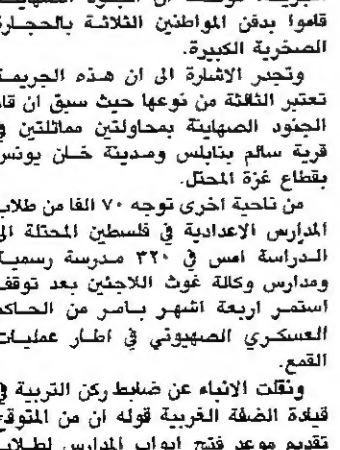 قاموا بدفن المواطنين الثلاثة بالحجارة
الصخرية الكبيرة.
وتجدر الاشارة الى ان هذه الجريمة
تعتبر الثالثة من نوعها حيث سبق ان قام
الجنود الصهاينة بمحاولتين مماثلتين في
قرية سالم بنابلس ومدينة خان يونس
بقطاع غزة المحتل.
من ناحية اخرى توجه ٧٠ الفا من طلاب
المدارس الاعدادية في فلسطين المحتلة الى
الدراسة امس في ٣٢٠ مدرسة رسمية
ومدارس وكالة غوث اللاجئين بعد توقف
استمر اربعة اشهر بامر من الحاكم
العسكري الصهيوني في اطار عمليات
القمع.
ونقلت الانباء عن ضابط ركن التربية في
قيادة الضفة الغربية قوله ان من المتوقع
تقديم موعد فتح ابواب المدارس لطلاب